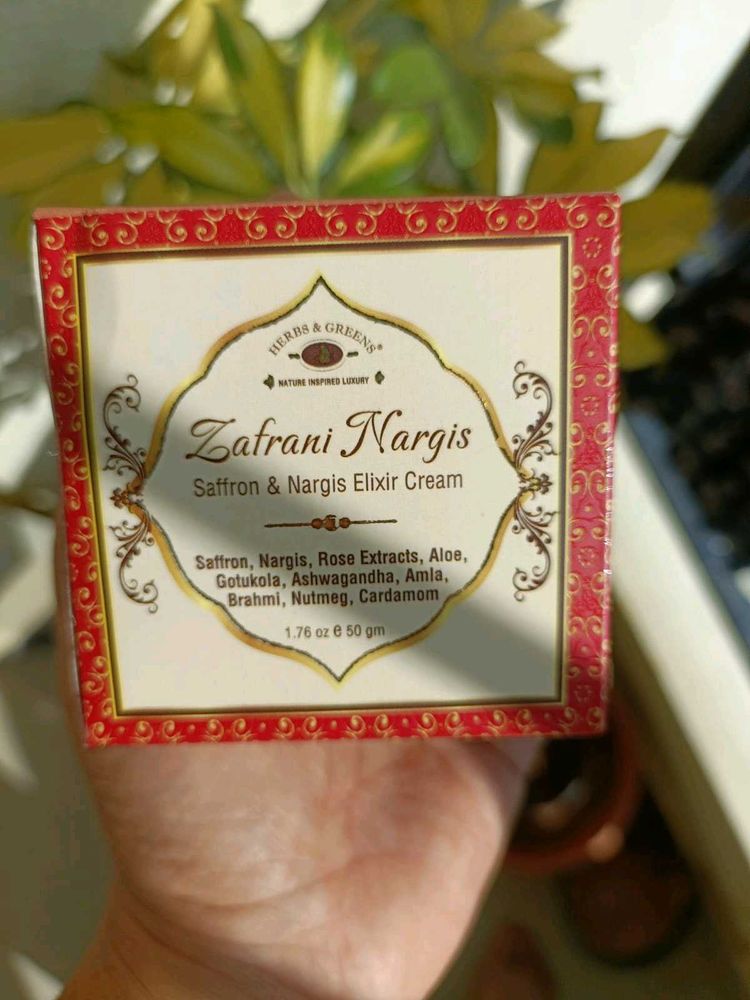 HERBS & GREENS®
NATURE INSPIRED LUXURY
Zafrani Nargis
Saffron & Nargis Elixir Cream
Saffron, Nargis, Rose Extracts, Aloe,
Gotukola, Ashwagandha, Amla,
Brahmi, Nutmeg, Cardamom
1.76 oz e 50 gm